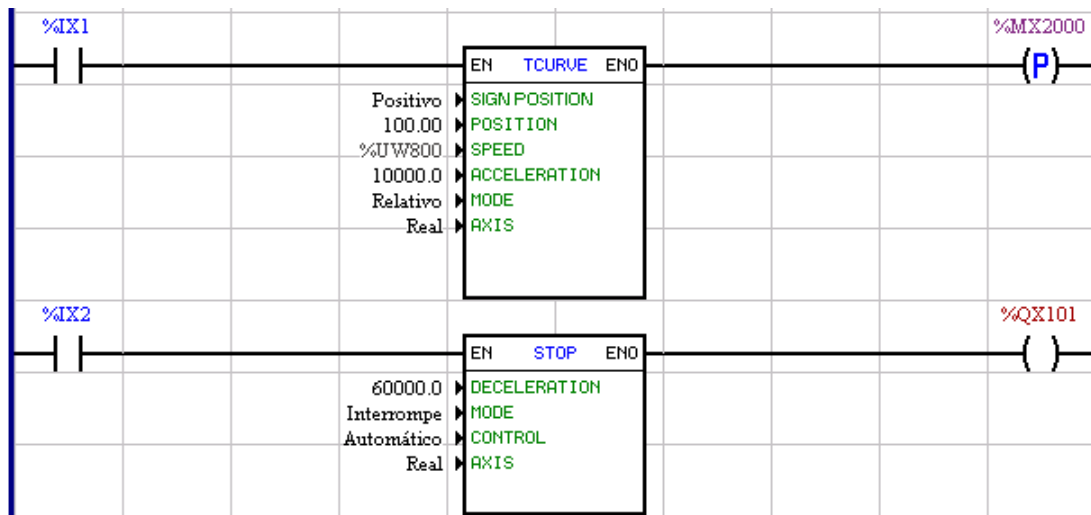 %IX1 %MX2000
EN TCURVE ENO (P)
Positivo SIGN POSITION
100.00 POSITION
%UW800 SPEED
10000.0 ACCELERATION
Relativo MODE
Real AXIS
%IX2 %QX101
EN STOP ENO
60000.0 DECELERATION
Interrompe MODE
Automático CONTROL
Real AXIS